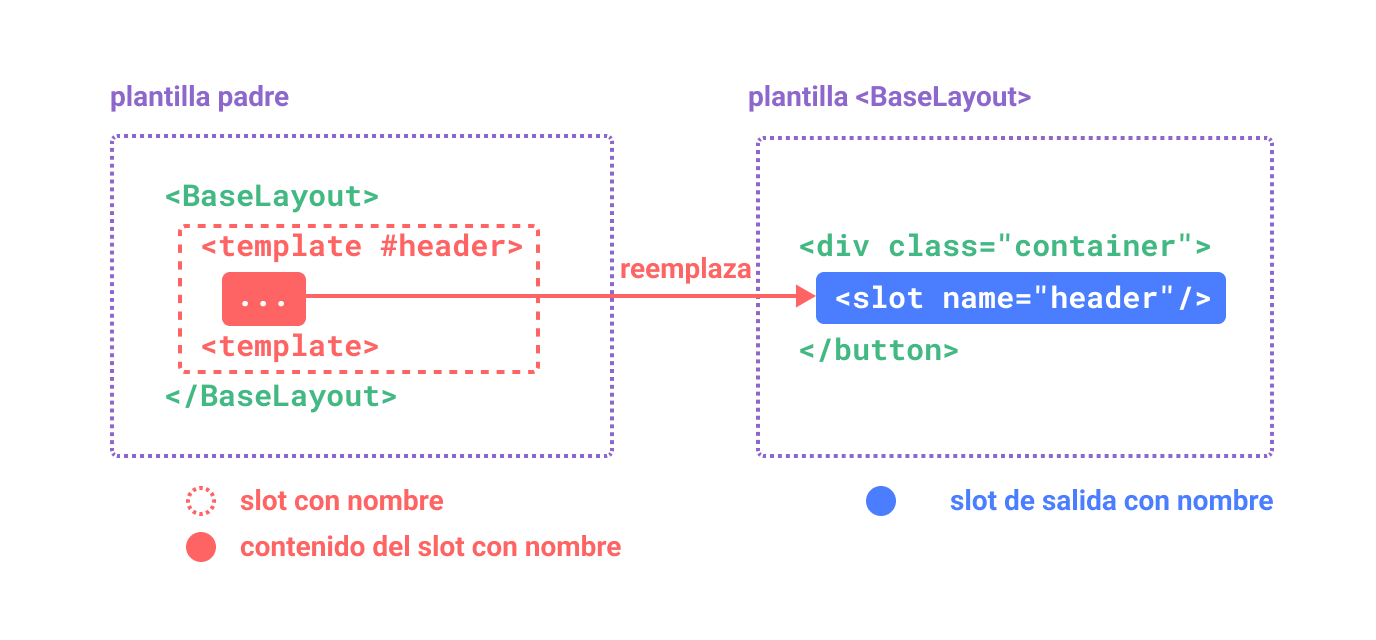 plantilla padre
<BaseLayout>
<template #header>
...
<template>
</BaseLayout>
slot con nombre
contenido del slot con nombre
reemplaza
plantilla <BaseLayout>
<div class="container">
<slot name="header"/>
</button>
slot de salida con nombre